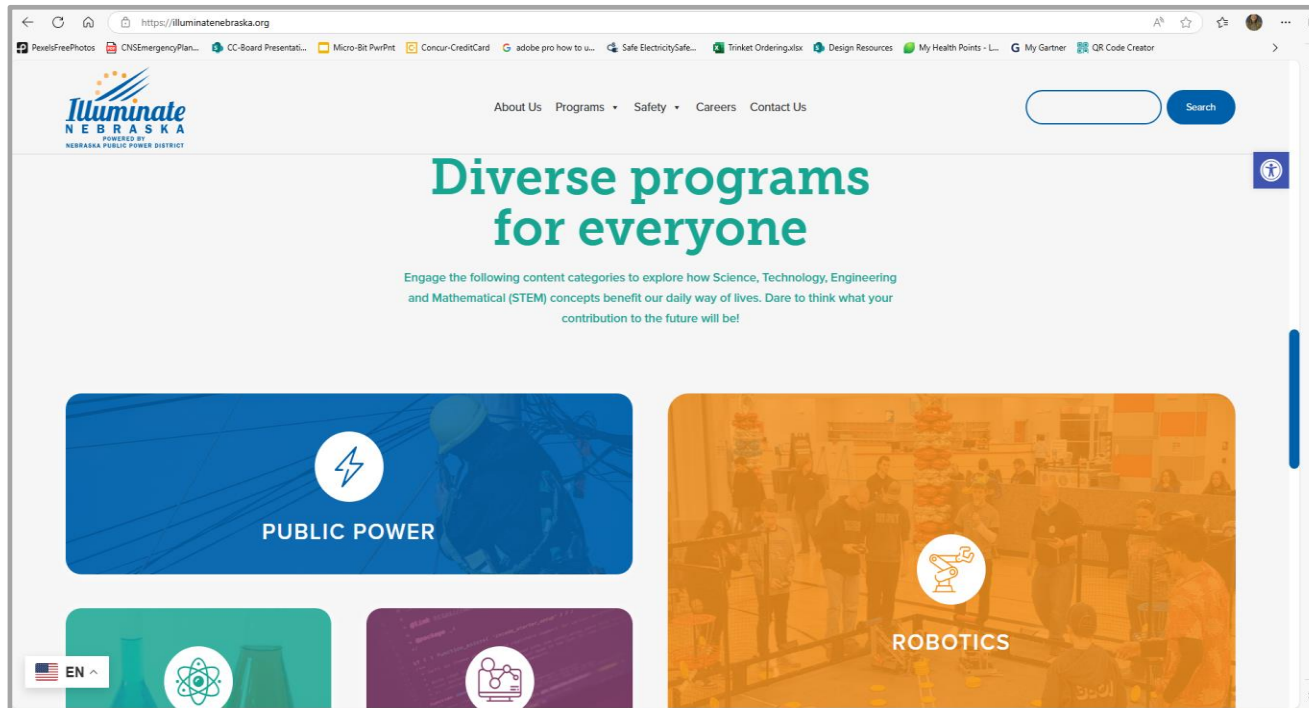 https://illuminatenebraska.org
PexelsFreePhotos CNSEmergencyPlan... CC-Board Presentati... Micro-Bit PwrPnt Concur-CreditCard adobe pro how to u... Safe ElectricitySafe... Trinket Ordering.xlsx Design Resources My Health Points - L... My Gartner QR Code Creator
Illuminate
NEBRASKA
POWERED BY
NEBRASKA PUBLIC POWER DISTRICT
About Us Programs Safety Careers Contact Us
Search
Diverse programs
for everyone
Engage the following content categories to explore how Science, Technology, Engineering
and Mathematical (STEM) concepts benefit our daily way of lives. Dare to think what your
contribution to the future will be!
PUBLIC POWER
ROBOTICS
EN